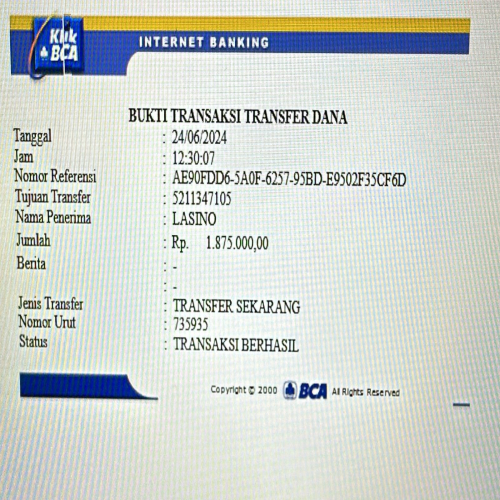 Klik
BCA
INTERNET BANKING
BUKTI TRANSAKSI TRANSFER DANA
Tanggal : 24/06/2024
Jam : 12:30:07
Nomor Referensi : AE90FDD6-5A0F-6257-95BD-E9502F35CF6D
Tujuan Transfer : 5211347105
Nama Penerima : LASINO
Jumlah : Rp. 1.875.000,00
Berita : -
: -
Jenis Transfer : TRANSFER SEKARANG
Nomor Urut : 735935
Status : TRANSAKSI BERHASIL
Copyright © 2000 BCA All Rights Reserved